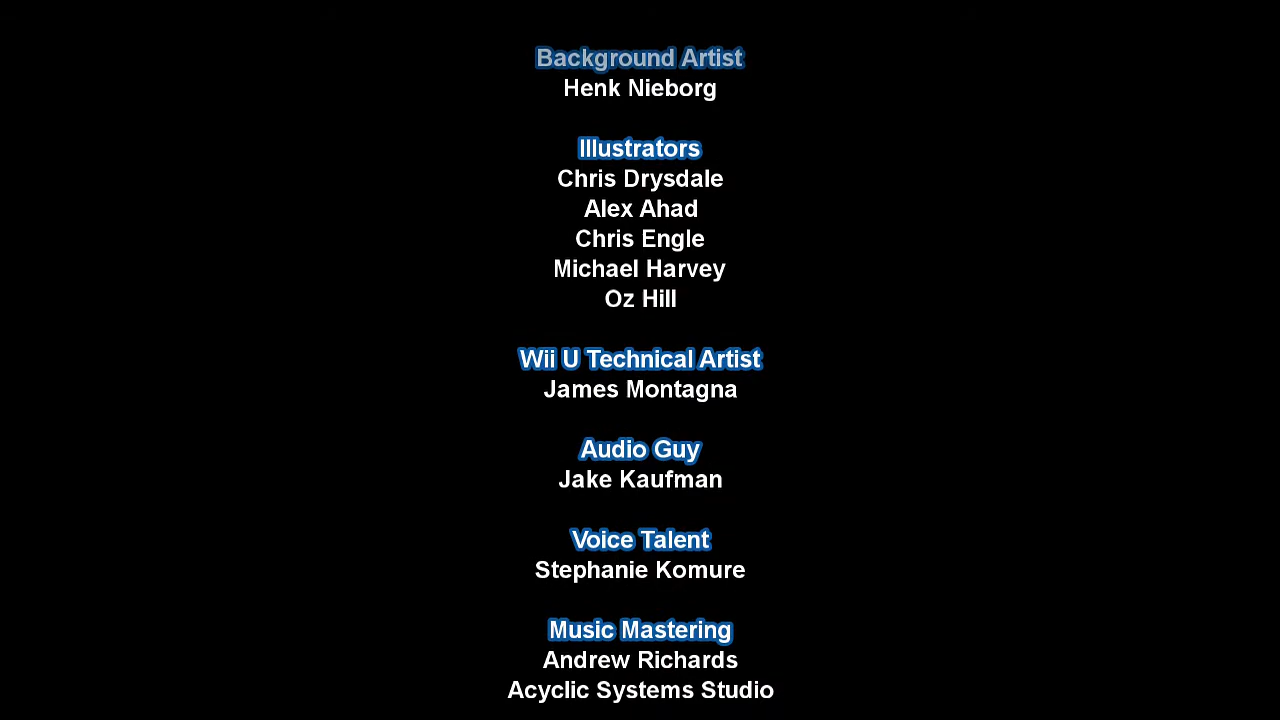 Background Artist
Henk Nieborg
Illustrators
Chris Drysdale
Alex Ahad
Chris Engle
Michael Harvey
Oz Hill
Wii U Technical Artist
James Montagna
Audio Guy
Jake Kaufman
Voice Talent
Stephanie Komure
Music Mastering
Andrew Richards
Acyclic Systems Studio